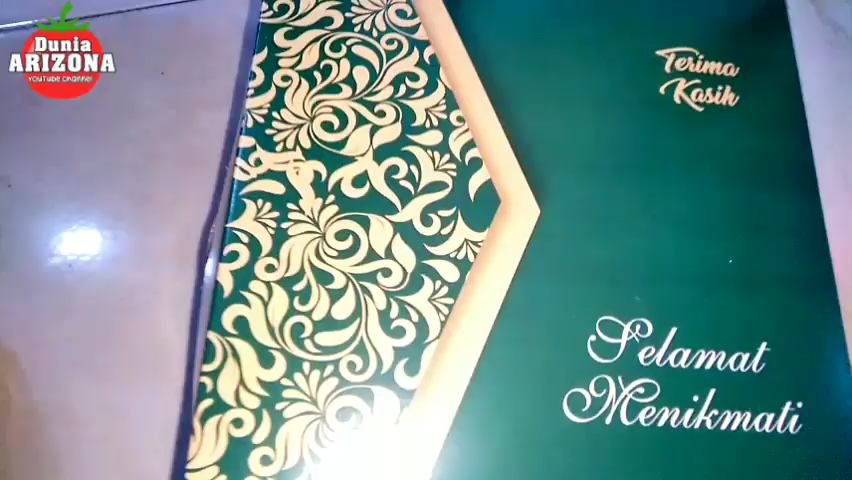 Dunia
ARIZONA
YOUTUBE CHANNEL
Terima
Kasih
Selamat
Menikmati